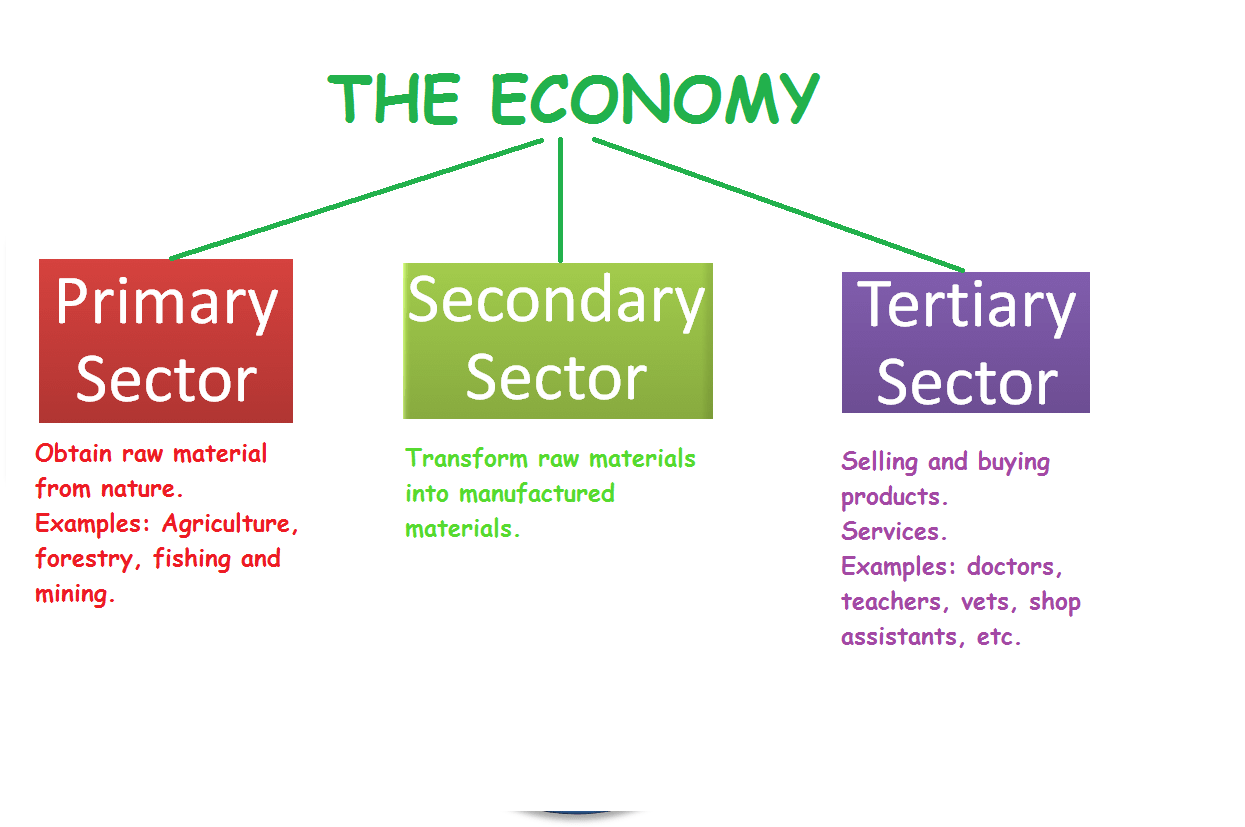 THE ECONOMY
Primary
Sector
Obtain raw material
from nature.
Examples: Agriculture,
forestry, fishing and
mining.
Secondary
Sector
Transform raw materials
into manufactured
materials.
Tertiary
Sector
Selling and buying
products.
Services.
Examples: doctors,
teachers, vets, shop
assistants, etc.